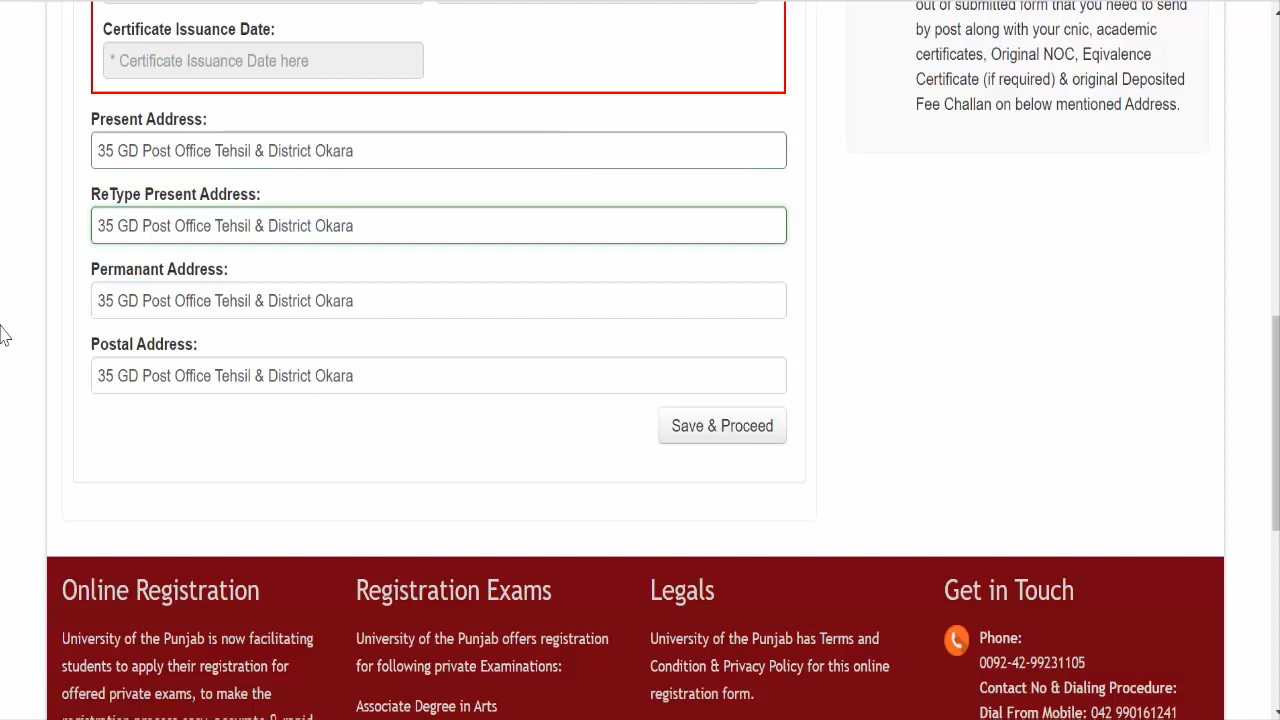 out of submitted form that you need to send
by post along with your cnic, academic
certificates, Original NOC, Eqivalence
Certificate (if required) & original Deposited
Fee Challan on below mentioned Address.
Certificate Issuance Date:
* Certificate Issuance Date here
Present Address:
35 GD Post Office Tehsil & District Okara
ReType Present Address:
35 GD Post Office Tehsil & District Okara
Permanant Address:
35 GD Post Office Tehsil & District Okara
Postal Address:
35 GD Post Office Tehsil & District Okara
Save & Proceed
Online Registration
University of the Punjab is now facilitating
students to apply their registration for
offered private exams, to make the
registration process easy, accurate & rapid
Registration Exams
University of the Punjab offers registration
for following private Examinations:
Associate Degree in Arts
Legals
University of the Punjab has Terms and
Condition & Privacy Policy for this online
registration form.
Get in Touch
Phone:
0092-42-99231105
Contact No & Dialing Procedure:
Dial From Mobile: 042 990161241